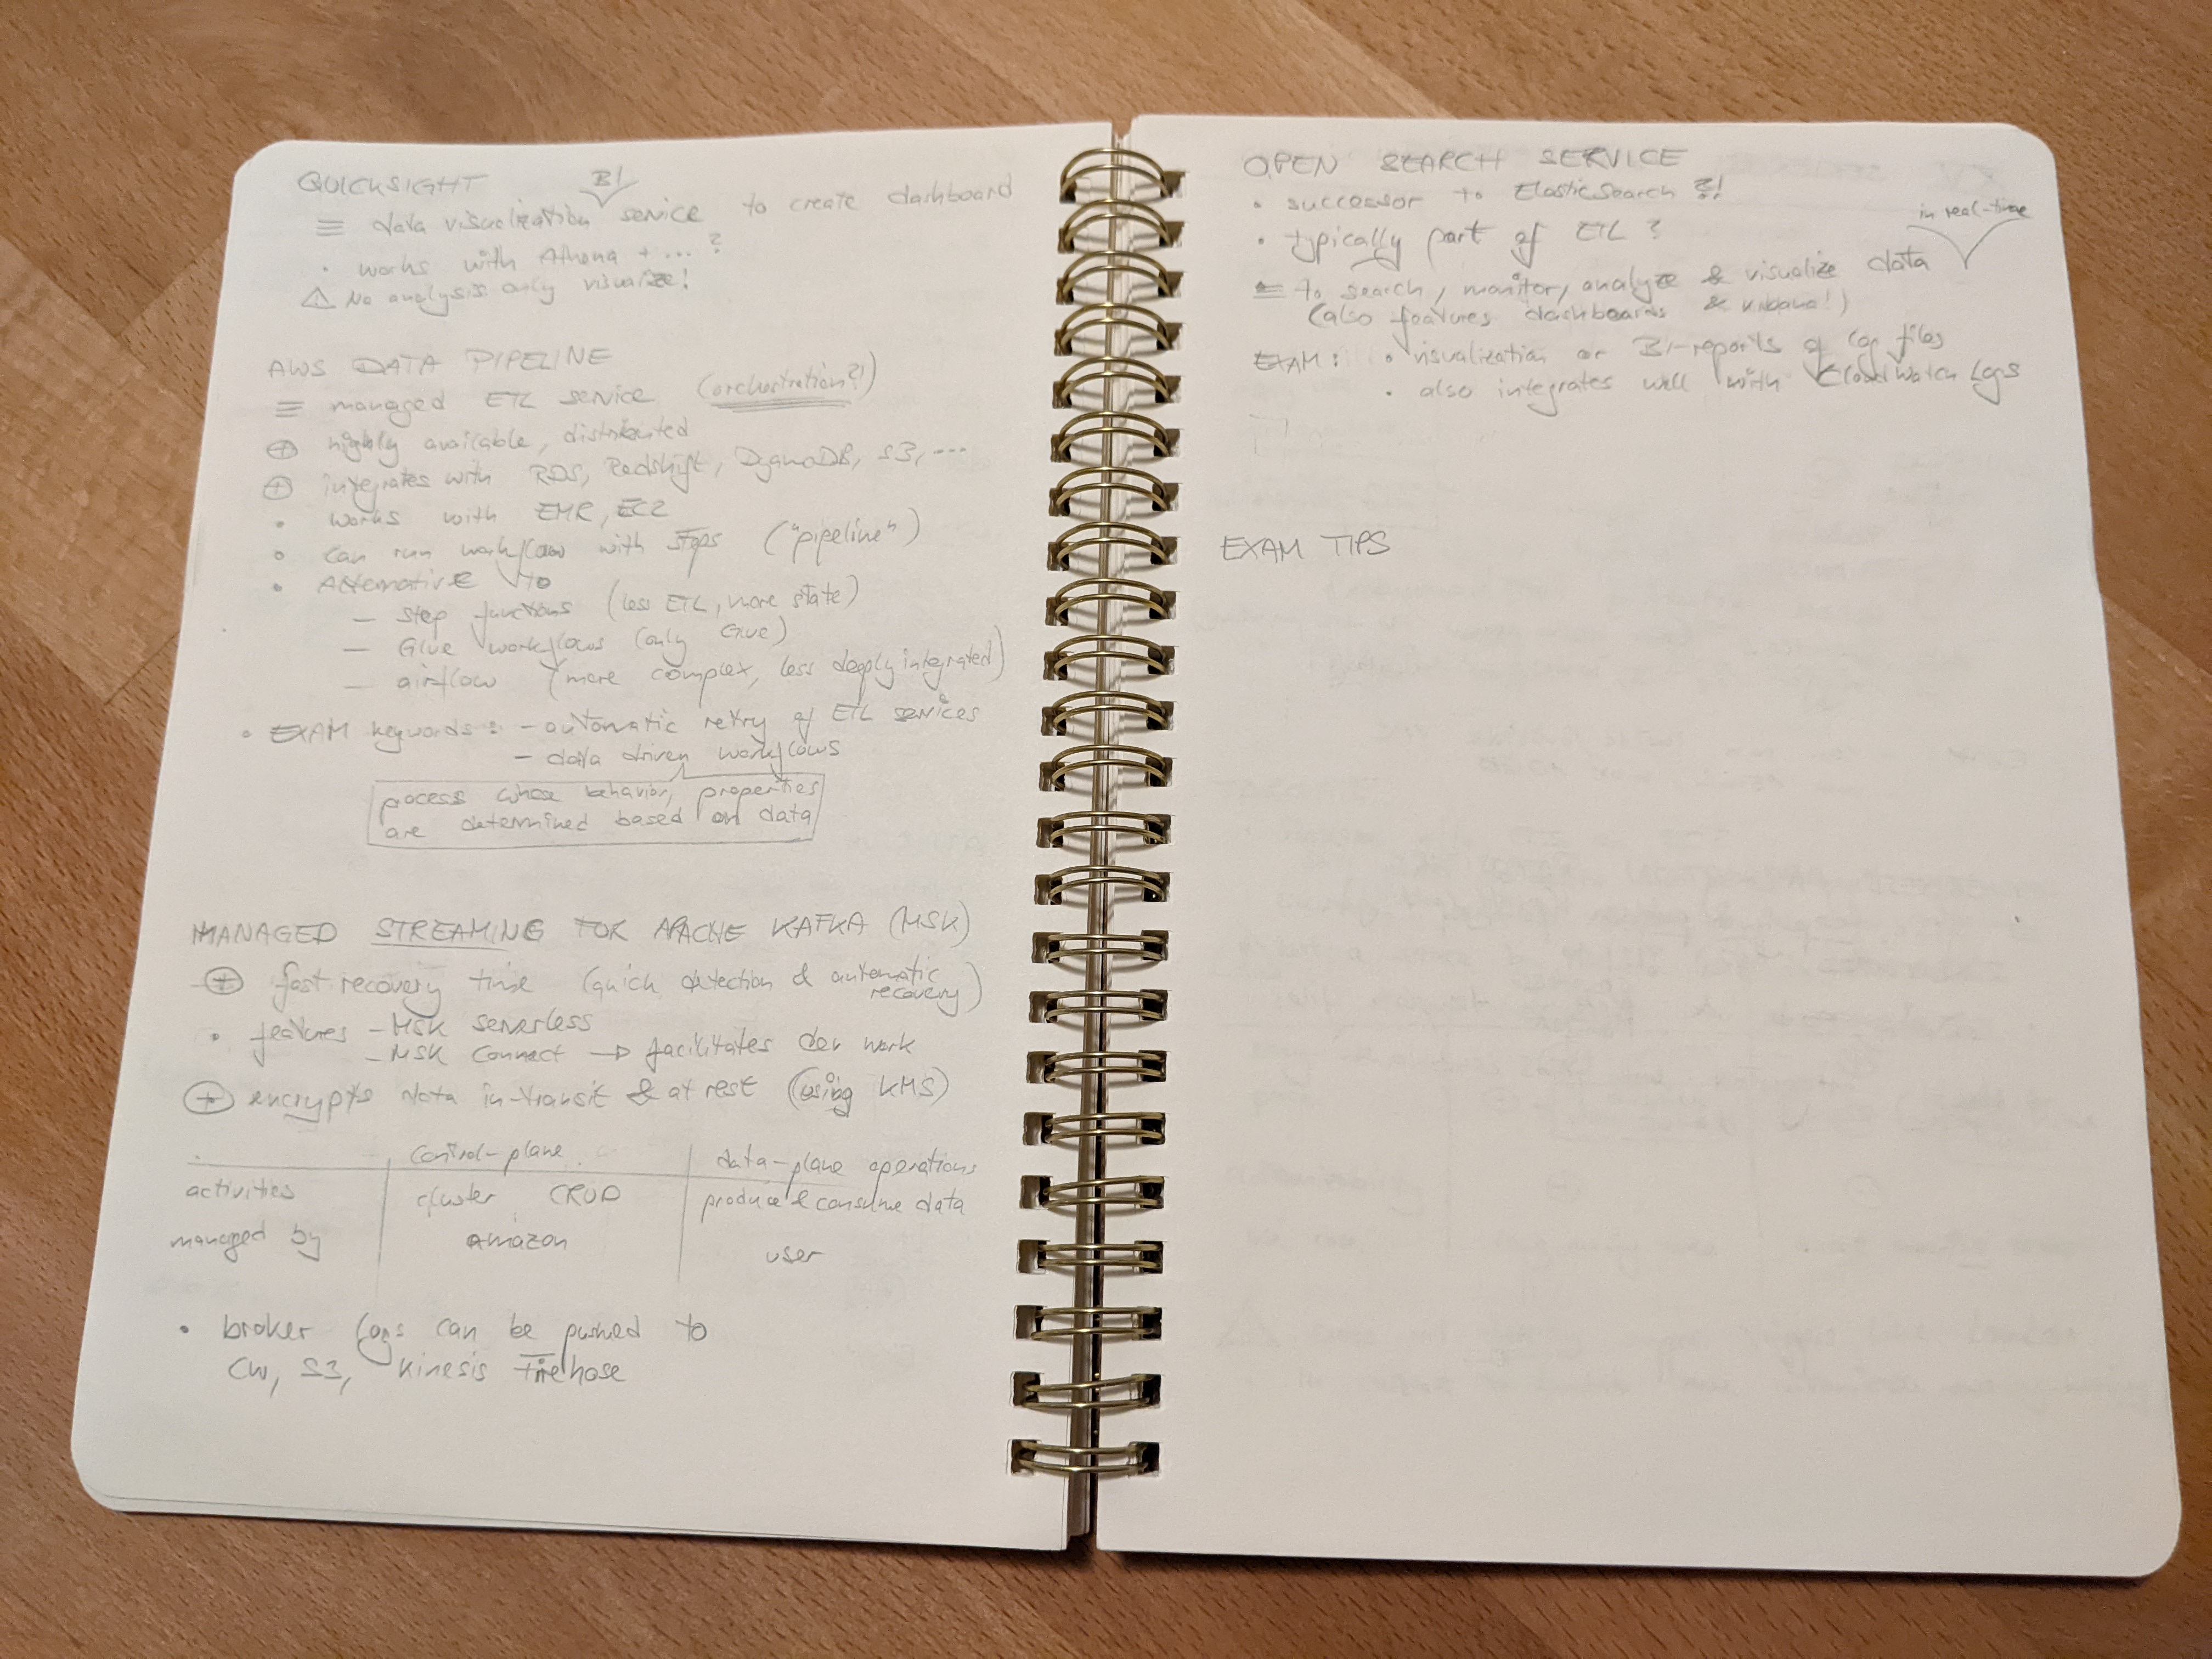 QUICKSIGHT
BI
≡ data visualization service to create dashboard
• works with Athena + ... ?
⚠ No analysis only visualize!
AWS DATA PIPELINE
≡ managed ETL service (orchestration?!)
⊕ highly available, distributed
⊕ integrates with RDS, Redshift, DynamoDB, S3, ...
• works with EMR, EC2
• can run workflow with steps ("pipeline")
• Alternative to
— step functions (less ETL, more state)
— Glue workflows (only Glue)
— airflow (more complex, less deeply integrated)
• EXAM keywords: - automatic retry of ETL services
- data driven workflows
process whose behavior, properties
are determined based on data
MANAGED STREAMING FOR APACHE KAFKA (MSK)
⊕ fast recovery time (quick detection & automatic
recovery)
• features - MSK serverless
- MSK Connect → facilitates dev work
⊕ encrypts data in-transit & at rest (using KMS)
control-plane data-plane operations
activities cluster CRUD produce & consume data
managed by amazon user
• broker logs can be pushed to
CW, S3, Kinesis Firehose
OPEN SEARCH SERVICE
• successor to ElasticSearch ?!
• typically part of ETL ?
in real-time
≡ to search, monitor, analyze & visualize data
(also features dashboards & kibana!)
EXAM: • visualization or BI-reports of log files
• also integrates well with CloudWatch Logs
EXAM TIPS